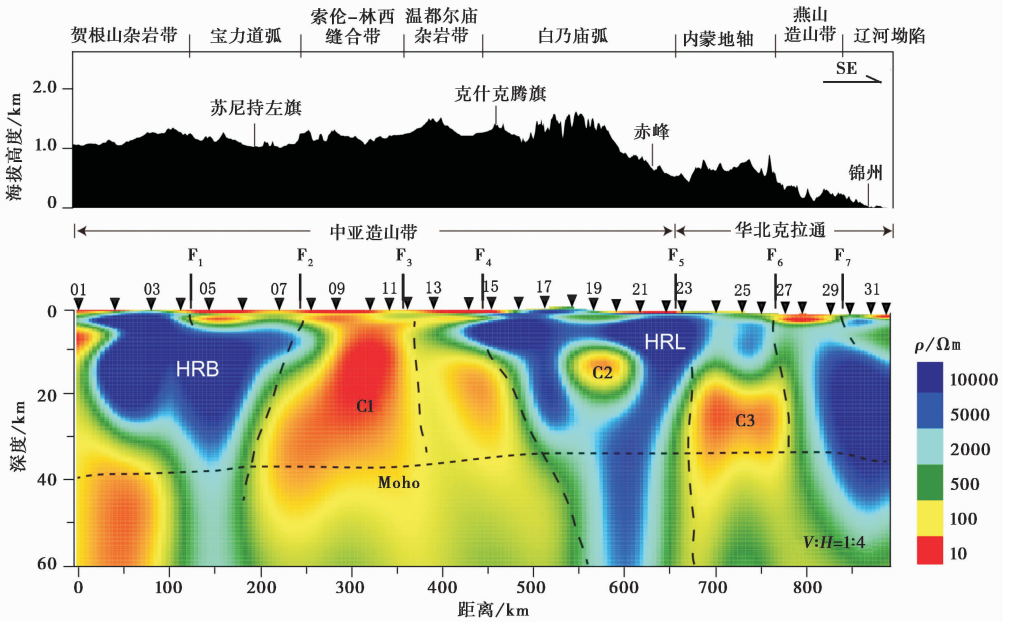 贺根山杂岩带 宝力道弧 索伦-林西缝合带 温都尔庙杂岩带 白乃庙弧 内蒙地轴 燕山造山带 辽河坳陷
SE
海拔高度/km
2.0
1.0
0
苏尼特左旗
克什克腾旗
赤峰
锦州
中亚造山带 华北克拉通
F1 F2 F3 F4 F5 F6 F7
01 03 05 07 09 11 13 15 17 19 21 23 25 27 29 31
深度/km
0
20
40
60
HRB
HRL
C1
C2
C3
Moho
V:H=1:4
0 100 200 300 400 500 600 700 800
距离/km
ρ/Ωm
10000
5000
2000
500
100
10